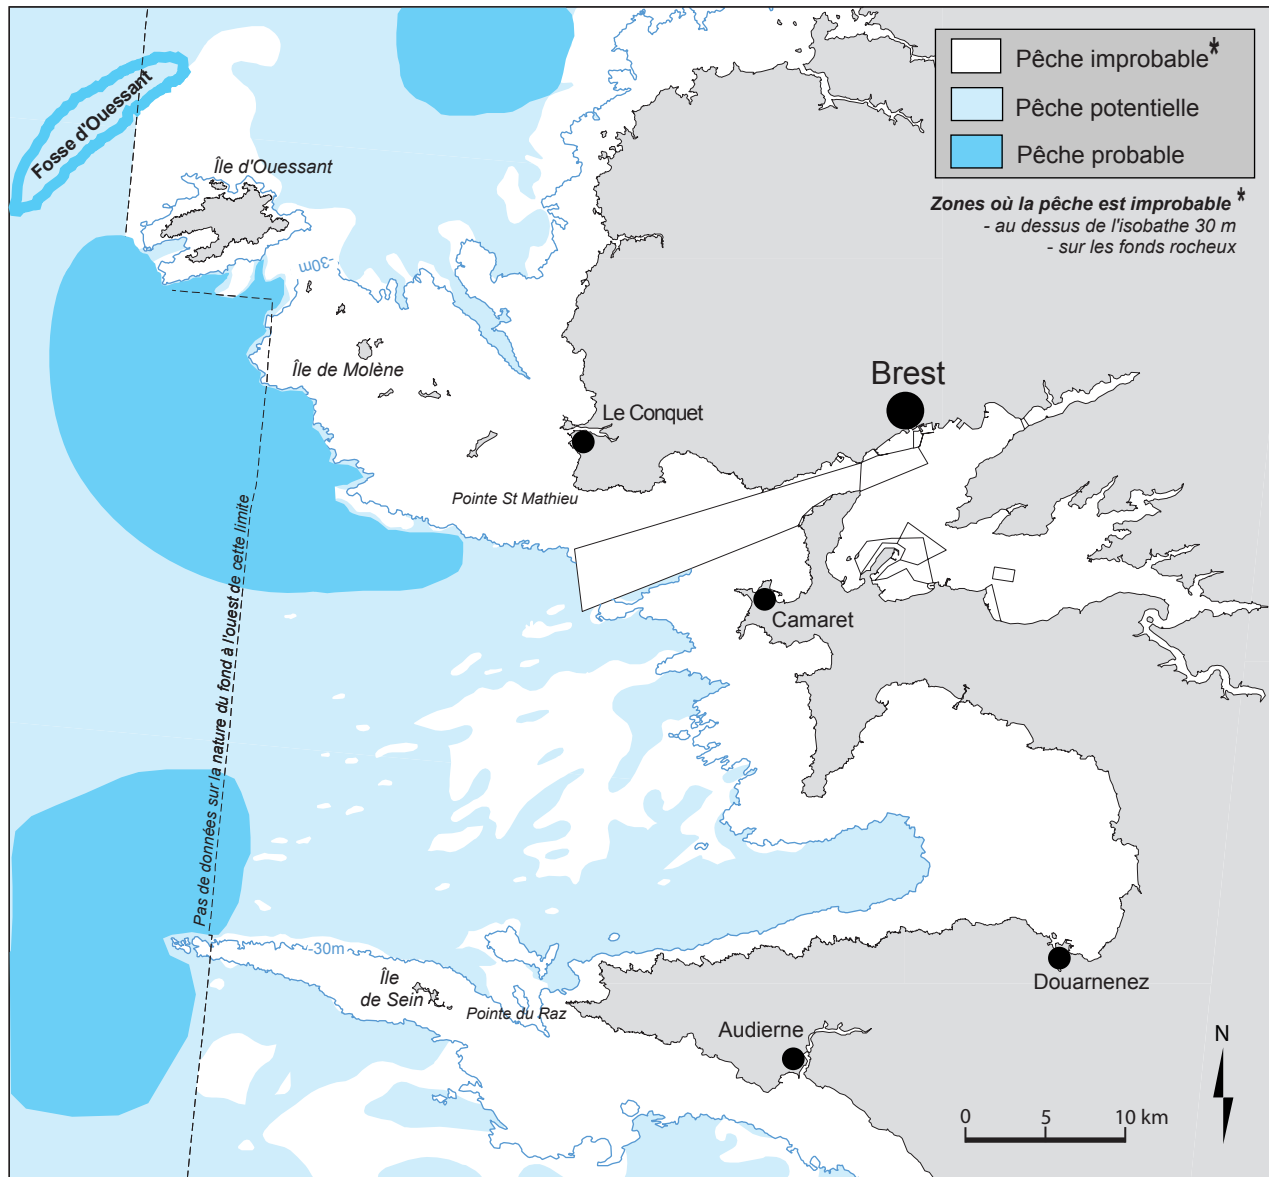 Pêche improbable*
Pêche potentielle
Pêche probable
Zones où la pêche est improbable *
- au dessus de l'isobathe 30 m
- sur les fonds rocheux
Fosse d'Ouessant
Île d'Ouessant
-30m
Île de Molène
Brest
Le Conquet
Pointe St Mathieu
Camaret
Pas de données sur la nature du fond à l'ouest de cette limite
-30m
Île
de Sein
Pointe du Raz
Douarnenez
Audierne
N
0 5 10 km